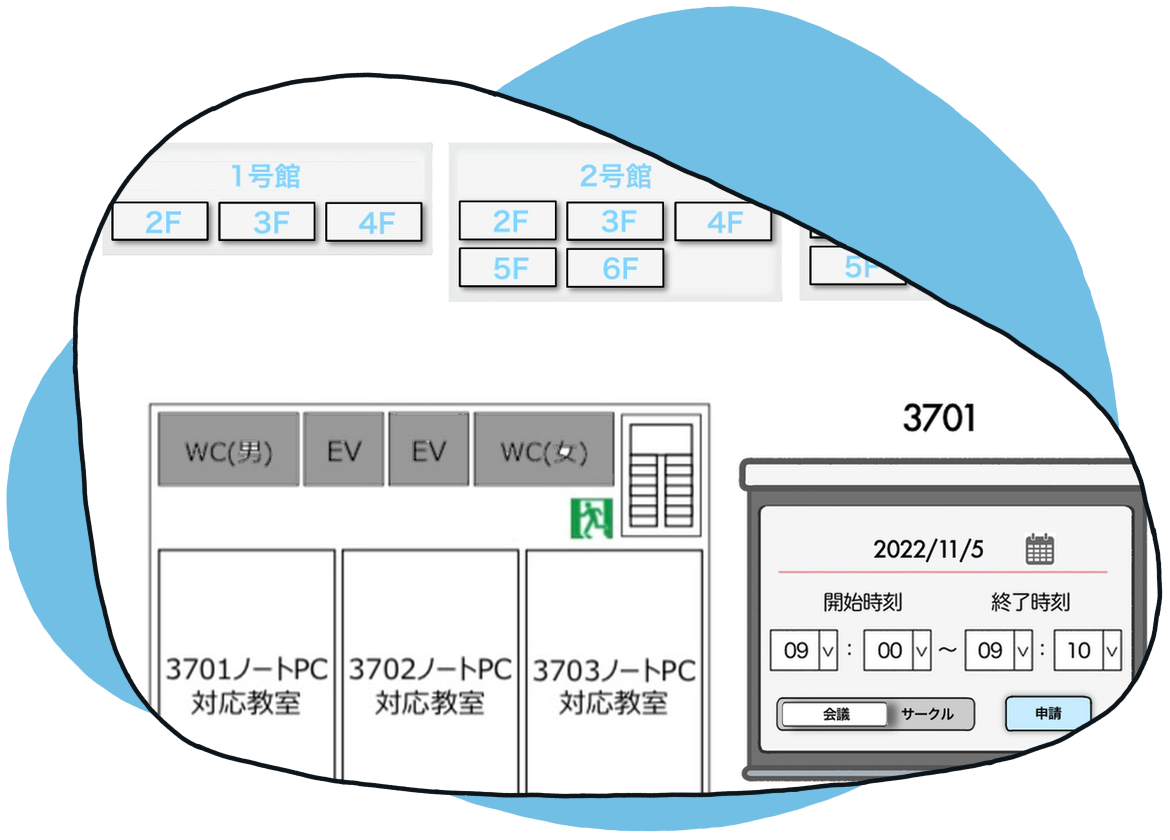 1号館
2F 3F 4F
2号館
2F 3F 4F
5F 6F
5F
WC(男) EV EV WC(女)
3701ノートPC
対応教室
3702ノートPC
対応教室
3703ノートPC
対応教室
3701
2022/11/5
開始時刻 終了時刻
09 : 00 ～ 09 : 10
会議 サークル 申請